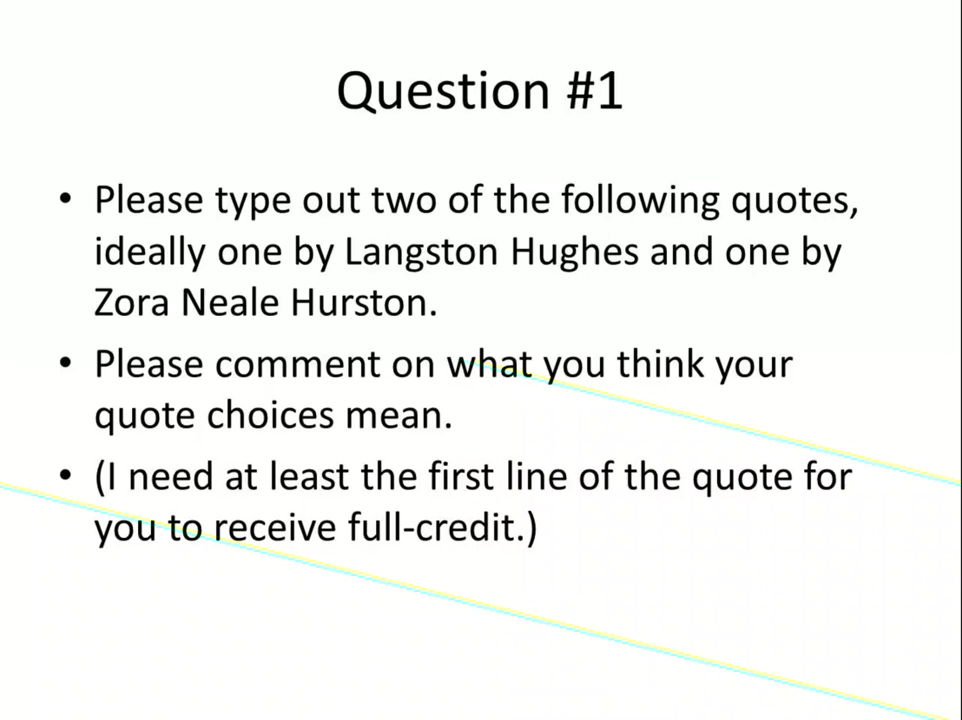 Question #1
• Please type out two of the following quotes,
ideally one by Langston Hughes and one by
Zora Neale Hurston.
• Please comment on what you think your
quote choices mean.
• (I need at least the first line of the quote for
you to receive full-credit.)